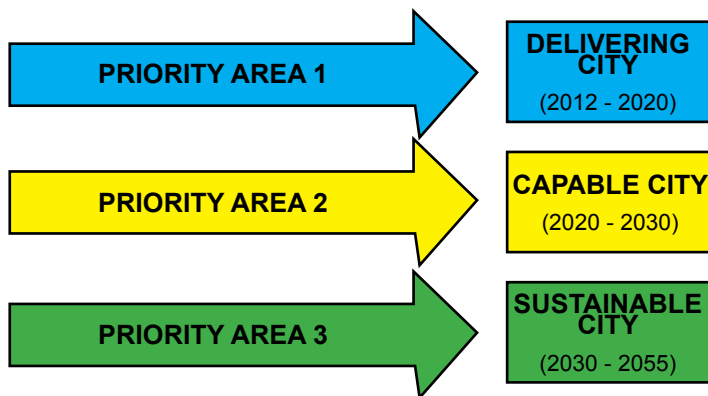 PRIORITY AREA 1
DELIVERING
CITY
(2012 - 2020)
PRIORITY AREA 2
CAPABLE CITY
(2020 - 2030)
PRIORITY AREA 3
SUSTAINABLE
CITY
(2030 - 2055)